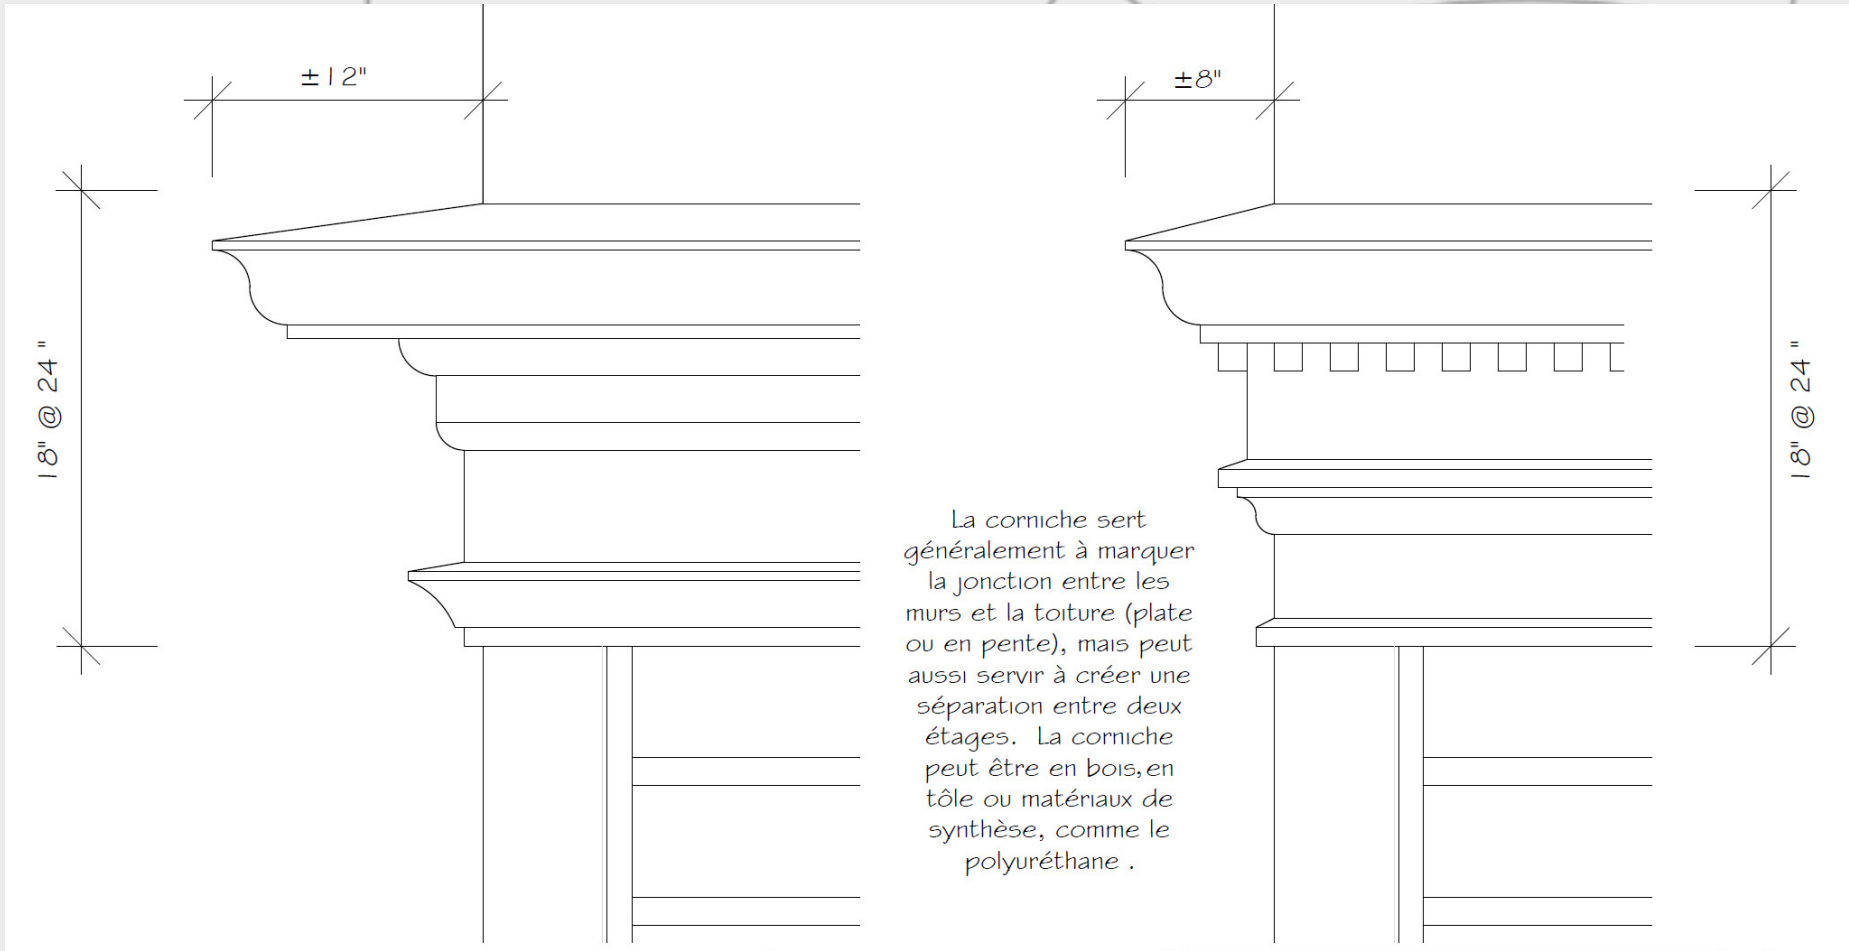 ±12"
±8"
18" @ 24 "
18" @ 24 "
La corniche sert
généralement à marquer
la jonction entre les
murs et la toiture (plate
ou en pente), mais peut
aussi servir à créer une
séparation entre deux
étages. La corniche
peut être en bois, en
tôle ou matériaux de
synthèse, comme le
polyuréthane .